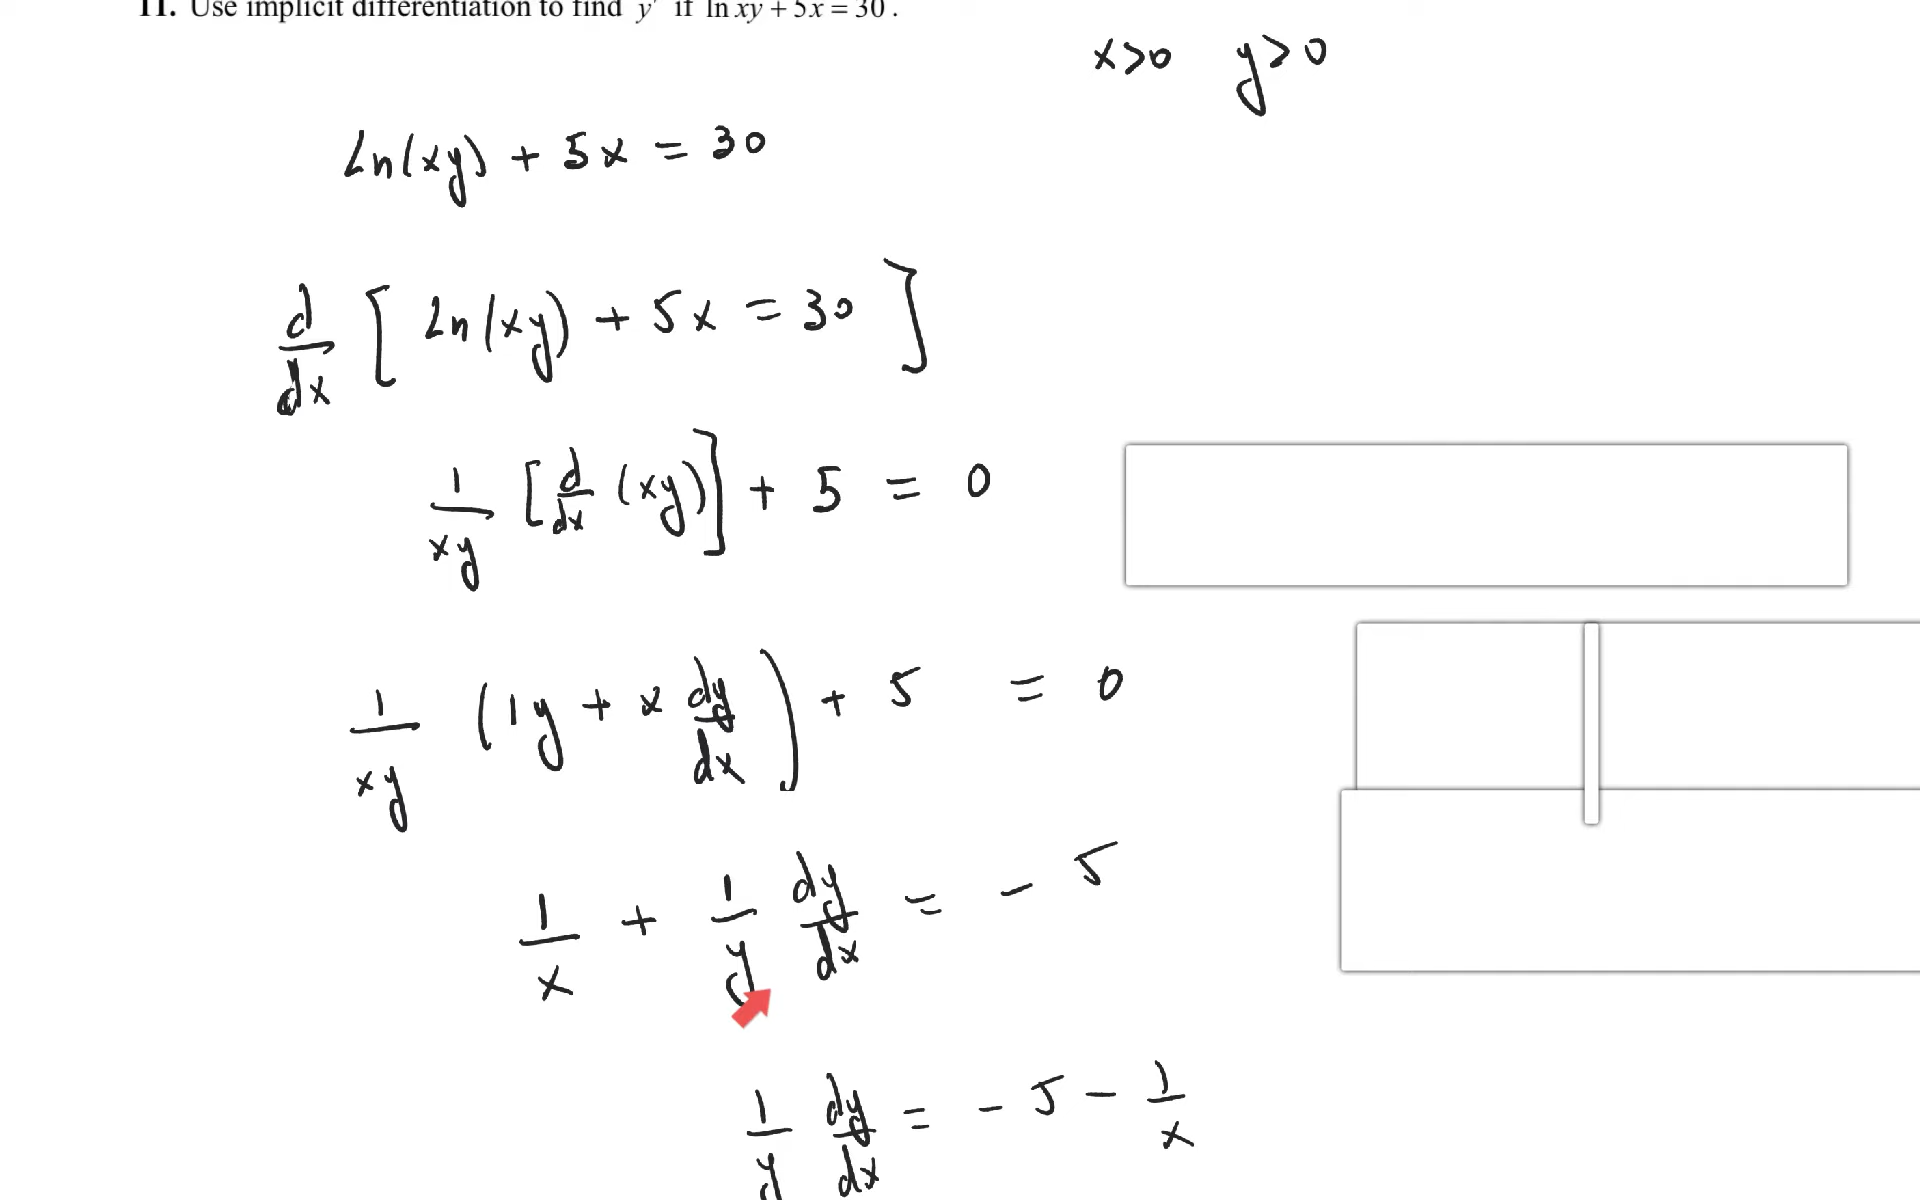 11. Use implicit differentiation to find y' if ln xy + 5x = 30.
x>0 y>0
Ln(xy) + 5x = 30
d/dx [ Ln(xy) + 5x = 30 ]
1/xy [d/dx (xy)] + 5 = 0
1/xy (1y + x dy/dx) + 5 = 0
1/x + 1/y dy/dx = - 5
1/y dy/dx = - 5 - 1/x